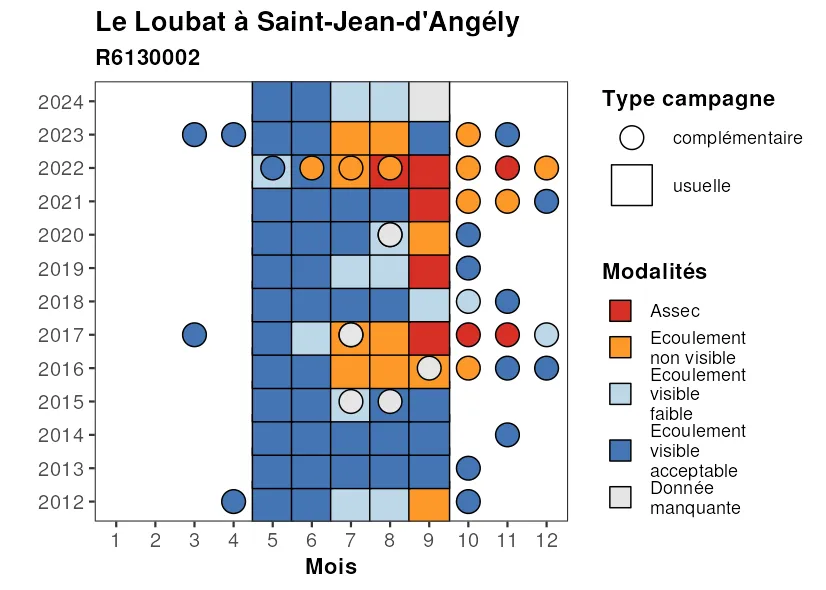 Le Loubat à Saint-Jean-d'Angély
R6130002
2024
2023
2022
2021
2020
2019
2018
2017
2016
2015
2014
2013
2012
1 2 3 4 5 6 7 8 9 10 11 12
Mois
Type campagne
complémentaire
usuelle
Modalités
Assec
Ecoulement
non visible
Ecoulement
visible
faible
Ecoulement
visible
acceptable
Donnée
manquante